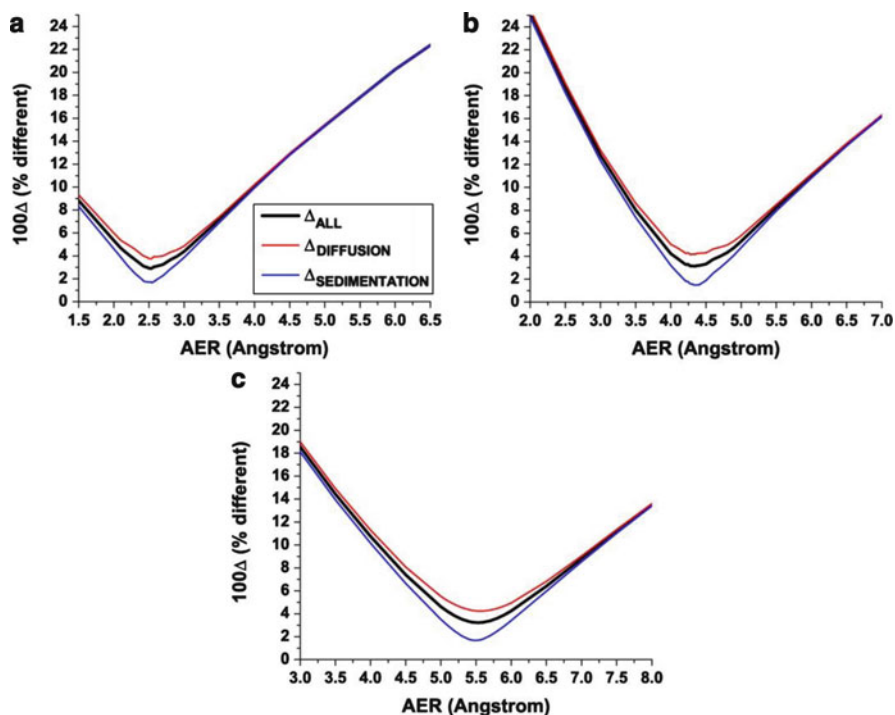 a
100Δ (% different)
24
22
20
18
16
14
12
10
8
6
4
2
0
1.5 2.0 2.5 3.0 3.5 4.0 4.5 5.0 5.5 6.0 6.5
AER (Angstrom)
ΔALL
ΔDIFFUSION
ΔSEDIMENTATION
b
100Δ (% different)
24
22
20
18
16
14
12
10
8
6
4
2
0
2.0 2.5 3.0 3.5 4.0 4.5 5.0 5.5 6.0 6.5 7.0
AER (Angstrom)
c
100Δ (% different)
24
22
20
18
16
14
12
10
8
6
4
2
0
3.0 3.5 4.0 4.5 5.0 5.5 6.0 6.5 7.0 7.5 8.0
AER (Angstrom)